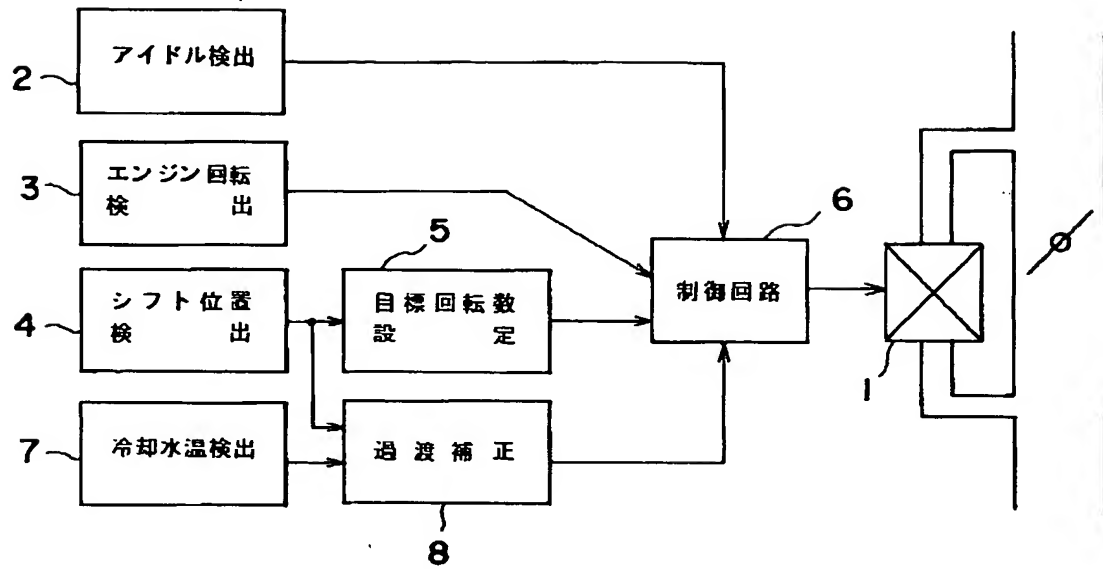 アイドル検出
2
エンジン回転
検出
3
5
6
シフト位置
検出
4
目標回転数
設定
制御回路
1
7
冷却水温検出
過渡補正
8